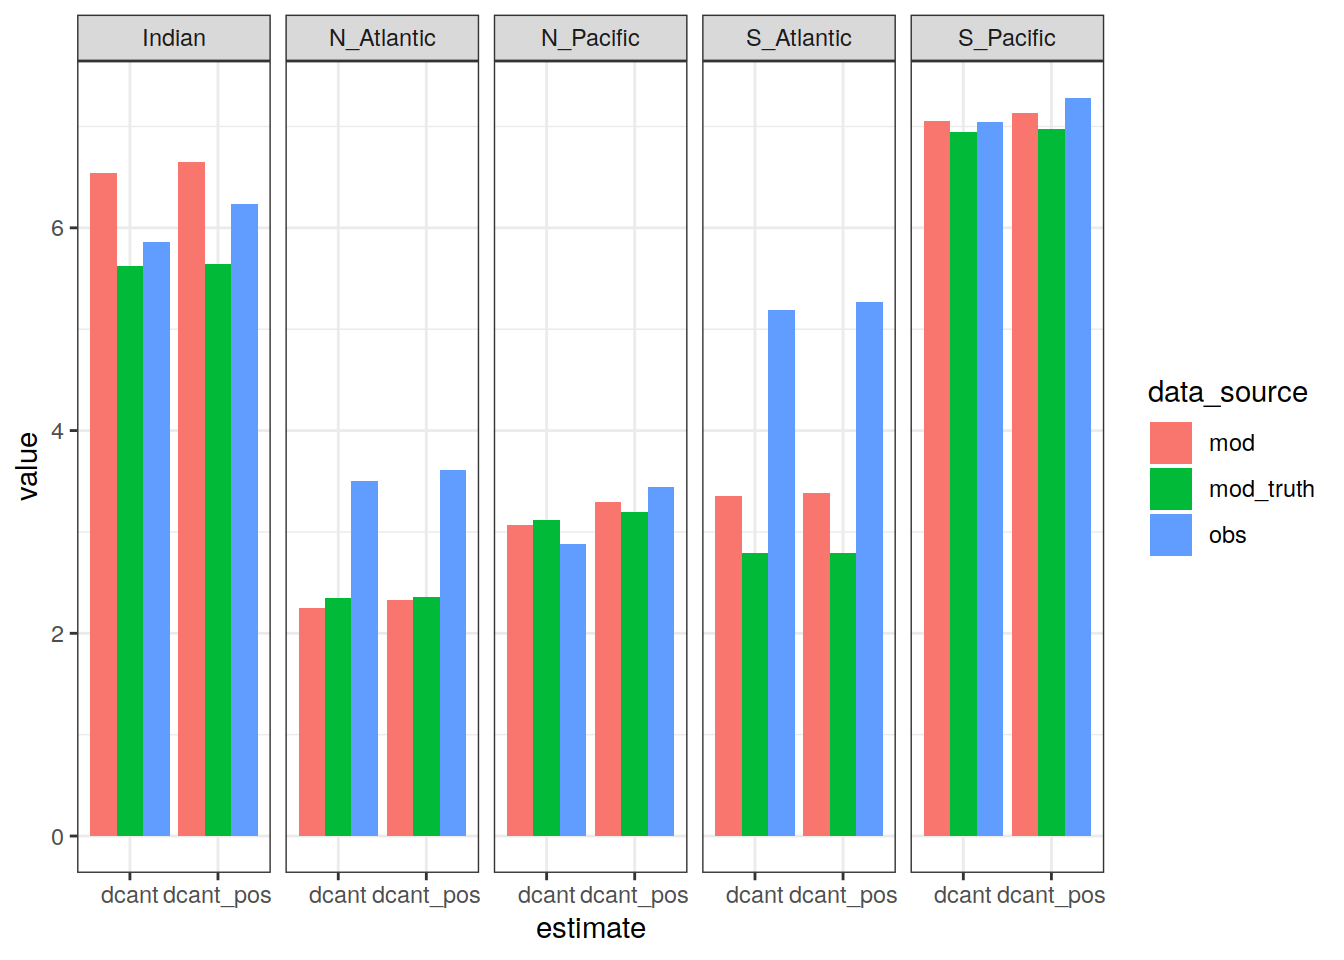 Indian N_Atlantic N_Pacific S_Atlantic S_Pacific
value
6
4
2
0
dcant dcant_pos dcant dcant_pos dcant dcant_pos dcant dcant_pos dcant dcant_pos
estimate
data_source
mod
mod_truth
obs